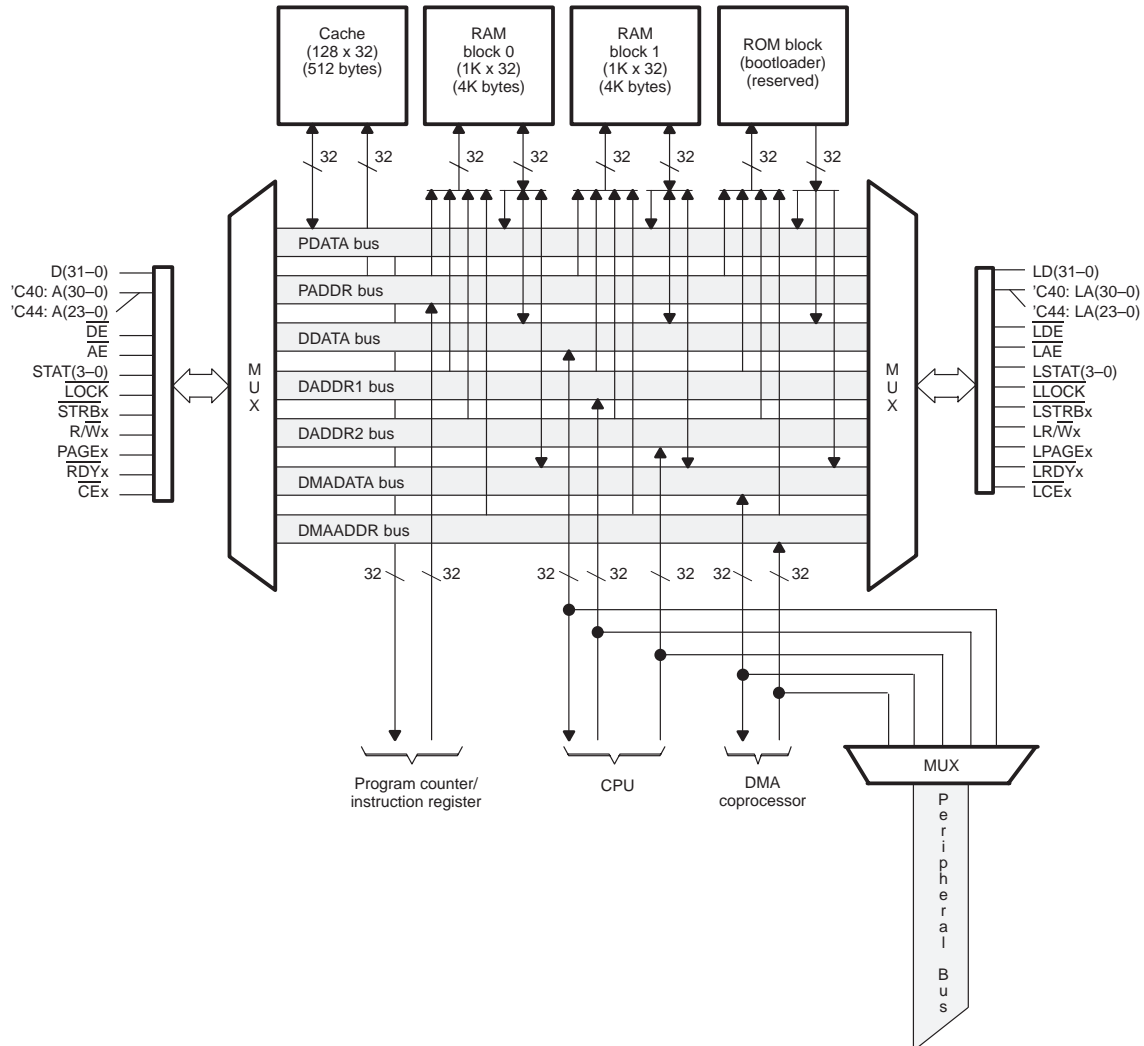 Cache
(128 x 32)
(512 bytes)
RAM
block 0
(1K x 32)
(4K bytes)
RAM
block 1
(1K x 32)
(4K bytes)
ROM block
(bootloader)
(reserved)
32
32
32
32
32
32
32
32
PDATA bus
PADDR bus
DDATA bus
DADDR1 bus
DADDR2 bus
DMADATA bus
DMAADDR bus
D(31–0)
'C40: A(30–0)
'C44: A(23–0)
DE
AE
STAT(3–0)
LOCK
STRBx
R/Wx
PAGEx
RDYx
CEx
MUX
MUX
LD(31–0)
'C40: LA(30–0)
'C44: LA(23–0)
LDE
LAE
LSTAT(3–0)
LLOCK
LSTRBx
LR/Wx
LPAGEx
LRDYx
LCEx
32
32
32
32
32
32
32
Program counter/
instruction register
CPU
DMA
coprocessor
MUX
Peripheral Bus